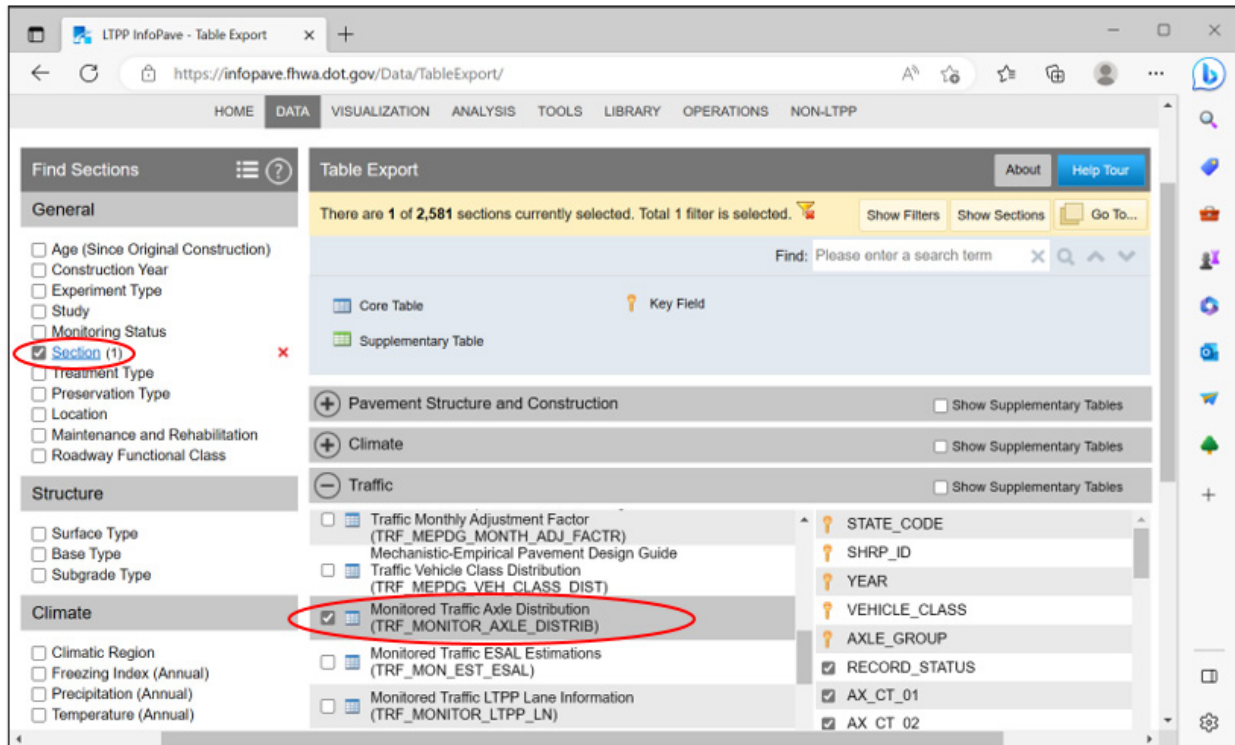 LTPP InfoPave - Table Export
https://infopave.fhwa.dot.gov/Data/TableExport/
HOME DATA VISUALIZATION ANALYSIS TOOLS LIBRARY OPERATIONS NON-LTPP
Find Sections
General
Age (Since Original Construction)
Construction Year
Experiment Type
Study
Monitoring Status
Section (1)
Treatment Type
Preservation Type
Location
Maintenance and Rehabilitation
Roadway Functional Class
Structure
Surface Type
Base Type
Subgrade Type
Climate
Climatic Region
Freezing Index (Annual)
Precipitation (Annual)
Temperature (Annual)
Table Export
About
Help Tour
There are 1 of 2,581 sections currently selected. Total 1 filter is selected.
Show Filters
Show Sections
Go To...
Find: Please enter a search term
Core Table
Key Field
Supplementary Table
Pavement Structure and Construction
Show Supplementary Tables
Climate
Show Supplementary Tables
Traffic
Show Supplementary Tables
Traffic Monthly Adjustment Factor
(TRF_MEPDG_MONTH_ADJ_FACTR)
Mechanistic-Empirical Pavement Design Guide
Traffic Vehicle Class Distribution
(TRF_MEPDG_VEH_CLASS_DIST)
Monitored Traffic Axle Distribution
(TRF_MONITOR_AXLE_DISTRIB)
Monitored Traffic ESAL Estimations
(TRF_MON_EST_ESAL)
Monitored Traffic LTPP Lane Information
(TRF_MONITOR_LTPP_LN)
STATE_CODE
SHRP_ID
YEAR
VEHICLE_CLASS
AXLE_GROUP
RECORD_STATUS
AX_CT_01
AX_CT_02